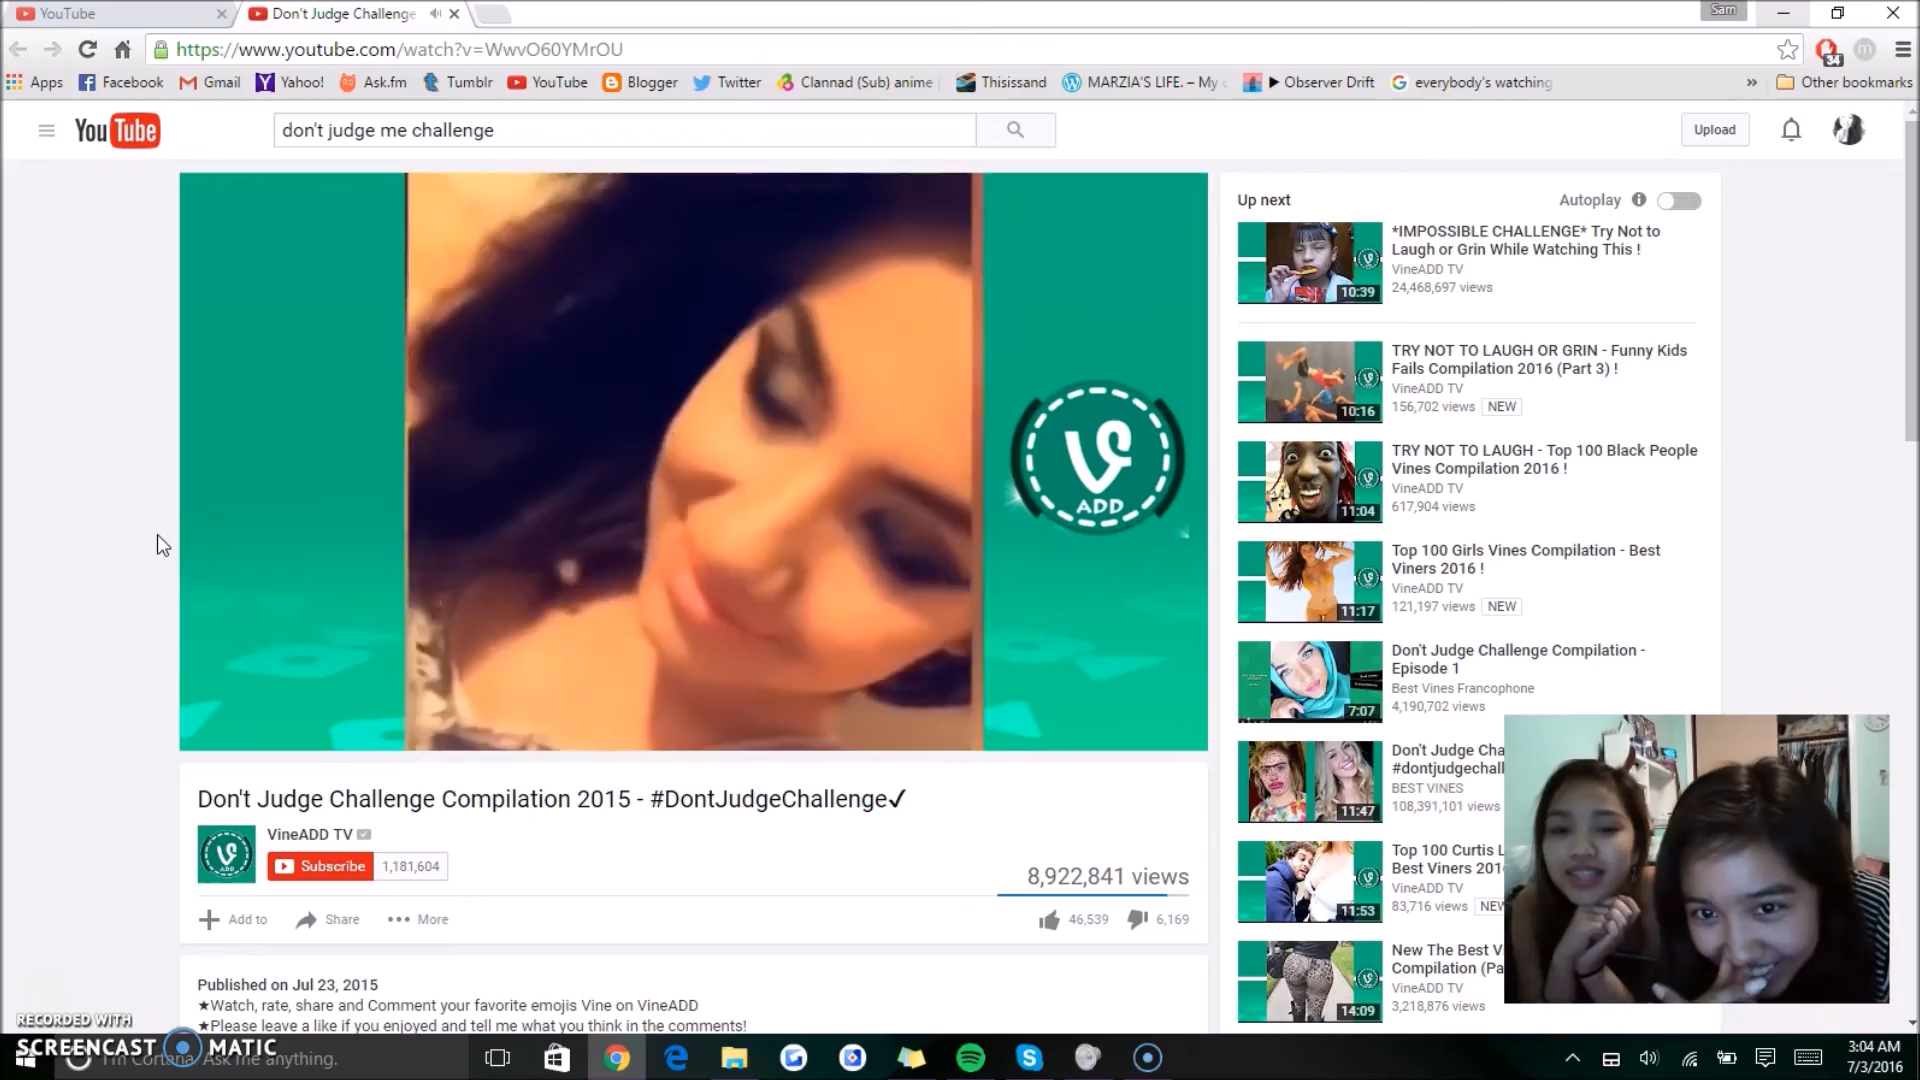 YouTube
Don't Judge Challenge
Sam
https://www.youtube.com/watch?v=WwvO60YMrOU
34
m
Apps
Facebook
Gmail
Yahoo!
Ask.fm
Tumblr
YouTube
Blogger
Twitter
Clannad (Sub) anime
Thisissand
MARZIA'S LIFE. – My
▶ Observer Drift
everybody's watching
»
Other bookmarks
YouTube
don't judge me challenge
Upload
ADD
Up next
Autoplay
*IMPOSSIBLE CHALLENGE* Try Not to
Laugh or Grin While Watching This !
VineADD TV
24,468,697 views
10:39
TRY NOT TO LAUGH OR GRIN - Funny Kids
Fails Compilation 2016 (Part 3) !
VineADD TV
156,702 views NEW
10:16
TRY NOT TO LAUGH - Top 100 Black People
Vines Compilation 2016 !
VineADD TV
617,904 views
11:04
Top 100 Girls Vines Compilation - Best
Viners 2016 !
VineADD TV
121,197 views NEW
11:17
Don't Judge Challenge Compilation -
Episode 1
Best Vines Francophone
4,190,702 views
7:07
Don't Judge Cha
#dontjudgechall
BEST VINES
108,391,101 views
11:47
Top 100 Curtis L
Best Viners 201
VineADD TV
83,716 views NEW
11:53
New The Best V
Compilation (Pa
VineADD TV
3,218,876 views
14:09
Don't Judge Challenge Compilation 2015 - #DontJudgeChallenge✓
ADD
VineADD TV
Subscribe 1,181,604
8,922,841 views
Add to
Share
More
46,539
6,169
Published on Jul 23, 2015
★Watch, rate, share and Comment your favorite emojis Vine on VineADD
★Please leave a like if you enjoyed and tell me what you think in the comments!
RECORDED WITH
SCREENCAST MATIC
I'm Cortana. Ask me anything.
3:04 AM
7/3/2016